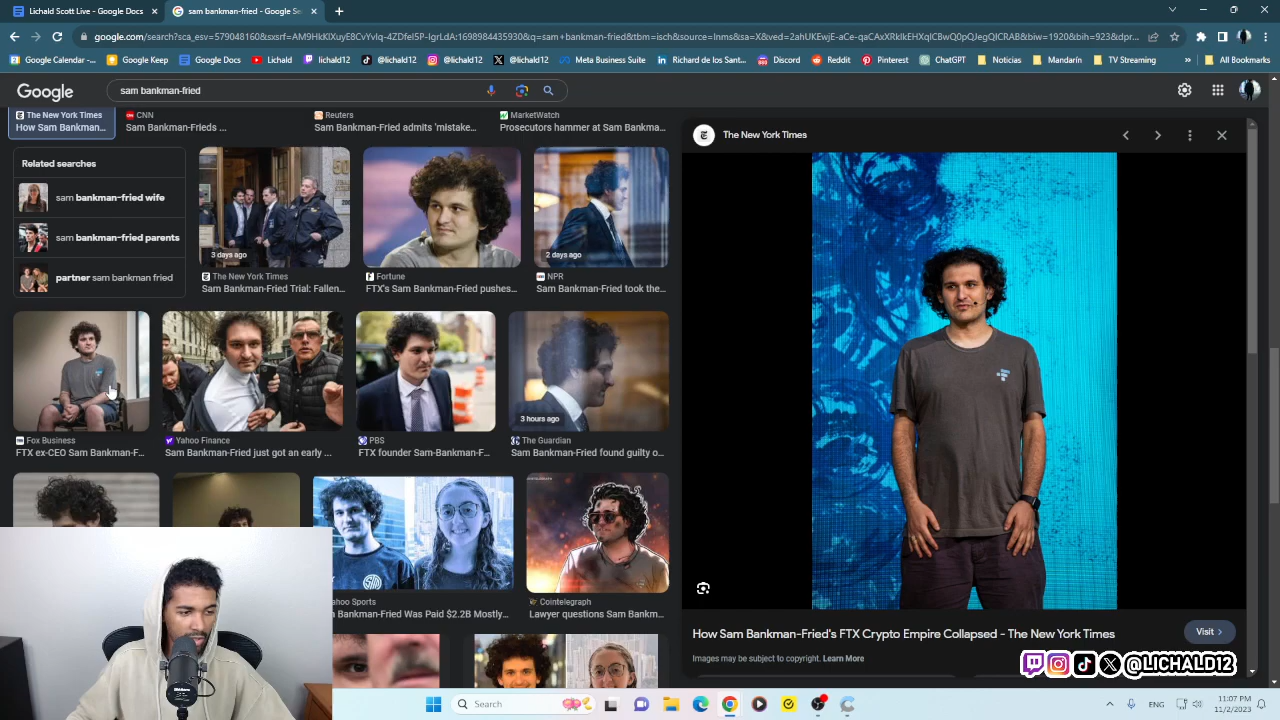 Lichald Scott Live - Google Docs
sam bankman-fried - Google Se
google.com/search?sca_esv=579048160&sxsrf=AM9HkKlXuyE8CvYvIq-4ZDfeI5P-IgrLdA:1698984435930&q=sam+bankman-fried&tbm=isch&source=lnms&sa=X&ved=2ahUKEwjE-aCe-qaCAxXRkIkEHXqICBwQ0pQJegQICRAB&biw=1920&bih=923&dpr...
Google Calendar -...
Google Keep
Google Docs
Lichald
lichald12
@lichald12
@lichald12
@lichald12
Meta Business Suite
Richard de los Sant...
Discord
Reddit
Pinterest
ChatGPT
Noticias
Mandarín
TV Streaming
All Bookmarks
Google
sam bankman-fried
The New York Times
How Sam Bankman...
CNN
Sam Bankman-Frieds ...
Reuters
Sam Bankman-Fried admits 'mistake...
MarketWatch
Prosecutors hammer at Sam Bankma...
The New York Times
Related searches
sam bankman-fried wife
sam bankman-fried parents
partner sam bankman fried
3 days ago
The New York Times
Sam Bankman-Fried Trial: Fallen...
Fortune
FTX's Sam Bankman-Fried pushes...
2 days ago
NPR
Sam Bankman-Fried took the...
Fox Business
FTX ex-CEO Sam Bankman-F...
Yahoo Finance
Sam Bankman-Fried just got an early ...
PBS
FTX founder Sam-Bankman-F...
3 hours ago
The Guardian
Sam Bankman-Fried found guilty o...
ahoo Sports
Bankman-Fried Was Paid $2.2B Mostly...
Cointelegraph
Lawyer questions Sam Bankm...
How Sam Bankman-Fried's FTX Crypto Empire Collapsed - The New York Times
Visit
Images may be subject to copyright. Learn More
@LICHALD12
Search
ENG
11:07 PM
11/2/2023